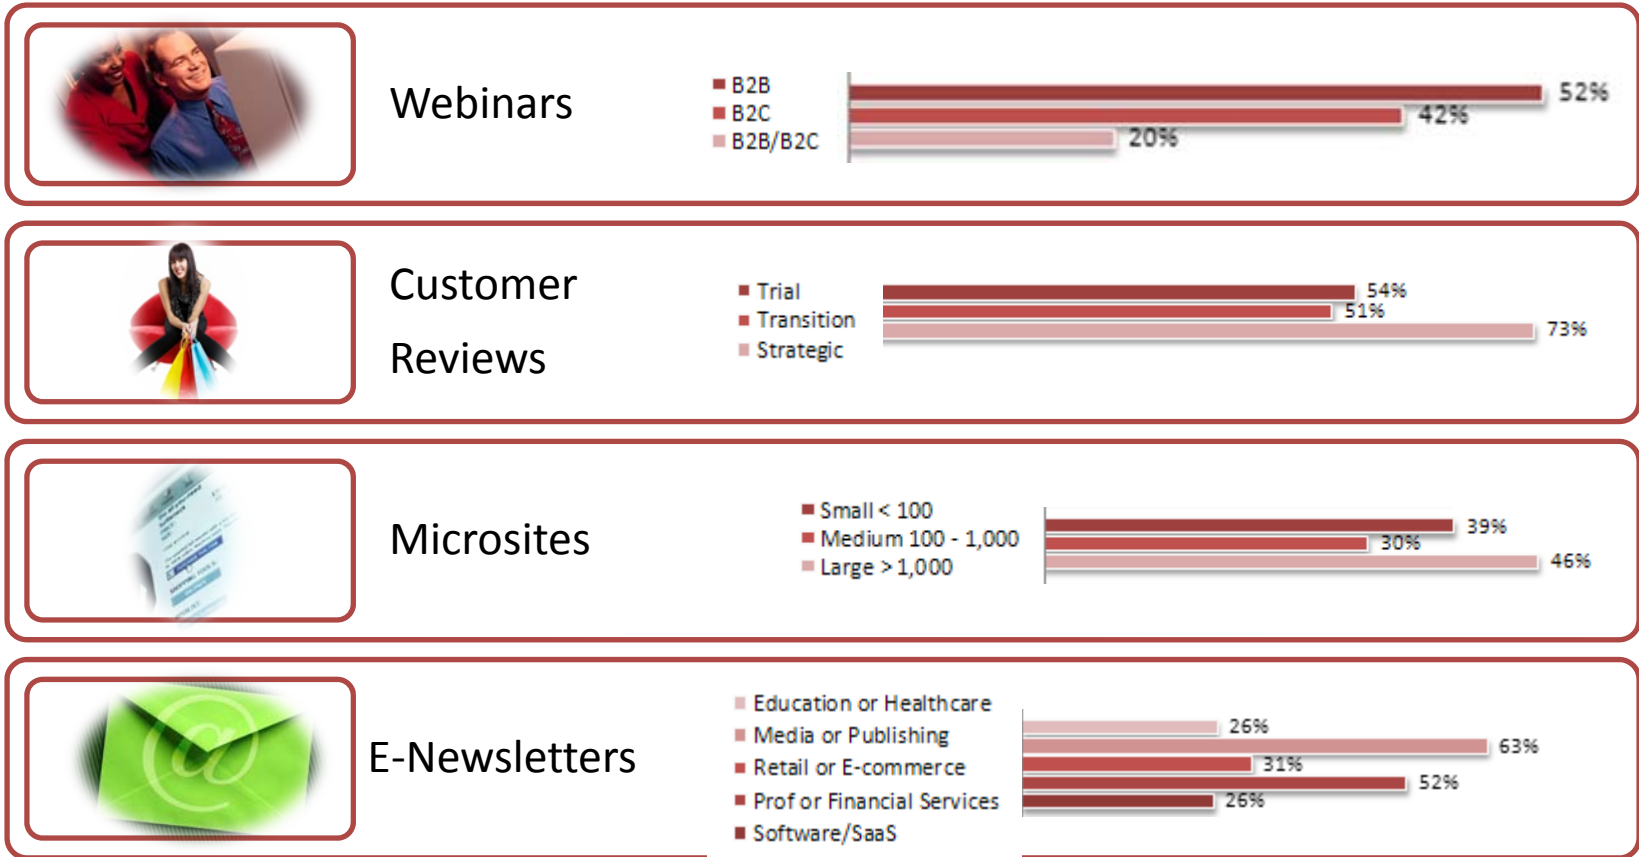 Webinars
B2B
B2C
B2B/B2C
52%
42%
20%
Customer
Reviews
Trial
Transition
Strategic
54%
51%
73%
Microsites
Small < 100
Medium 100 - 1,000
Large > 1,000
39%
30%
46%
@
E-Newsletters
Education or Healthcare
Media or Publishing
Retail or E-commerce
Prof or Financial Services
Software/SaaS
26%
63%
31%
52%
26%